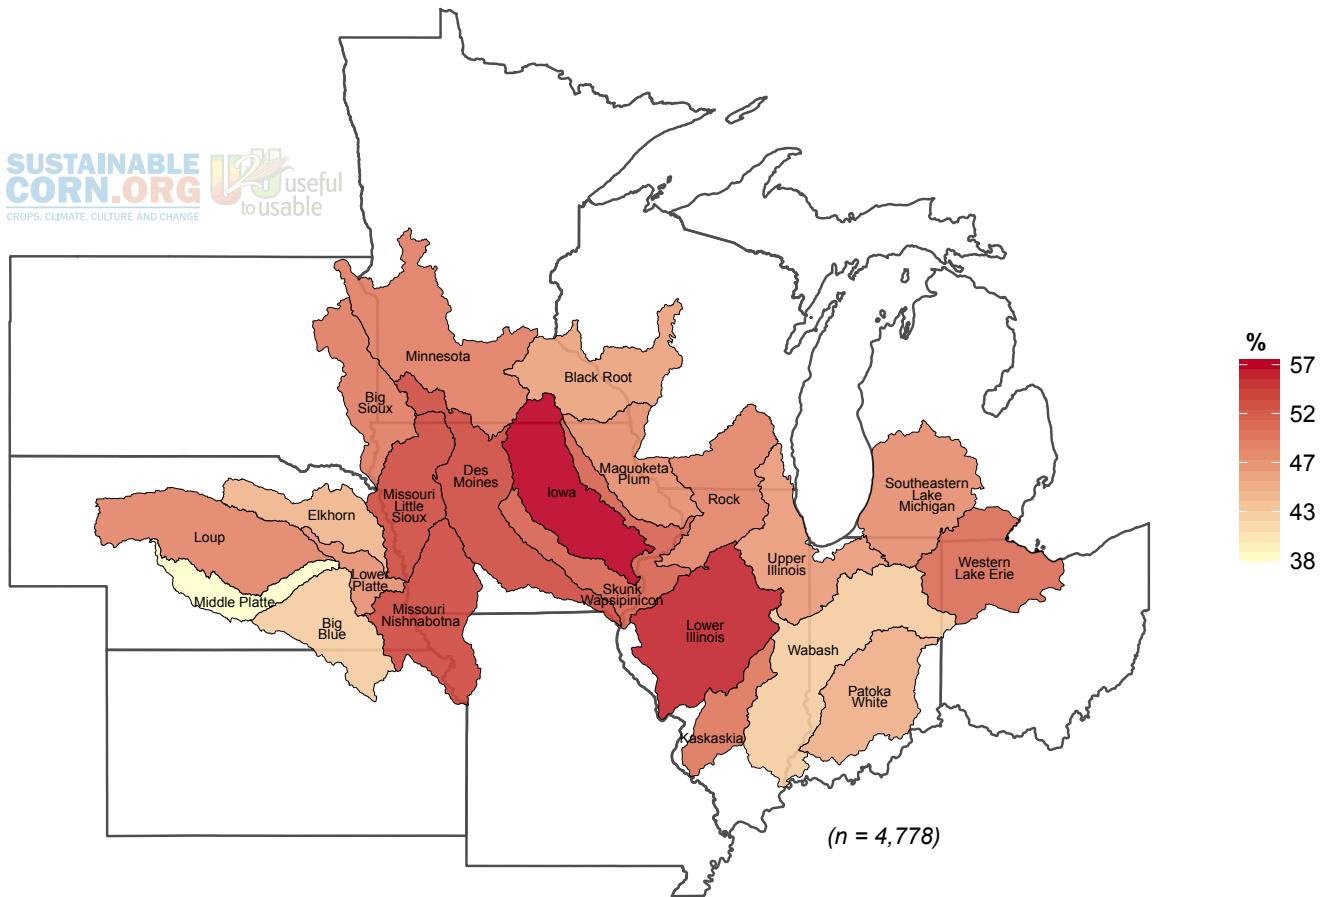 SUSTAINABLE
CORN.ORG
CROPS, CLIMATE, CULTURE AND CHANGE
U2U useful
to usable
Minnesota
Black Root
Big
Sioux
Missouri
Little
Sioux
Des
Moines
Iowa
Maquoketa
Plum
Rock
Southeastern
Lake
Michigan
Elkhorn
Loup
Lower
Platte
Middle Platte
Big
Blue
Missouri
Nishnabotna
Skunk
Wapsipinicon
Upper
Illinois
Western
Lake Erie
Lower
Illinois
Wabash
Patoka
White
Kaskaskia
(n = 4,778)
%
57
52
47
43
38